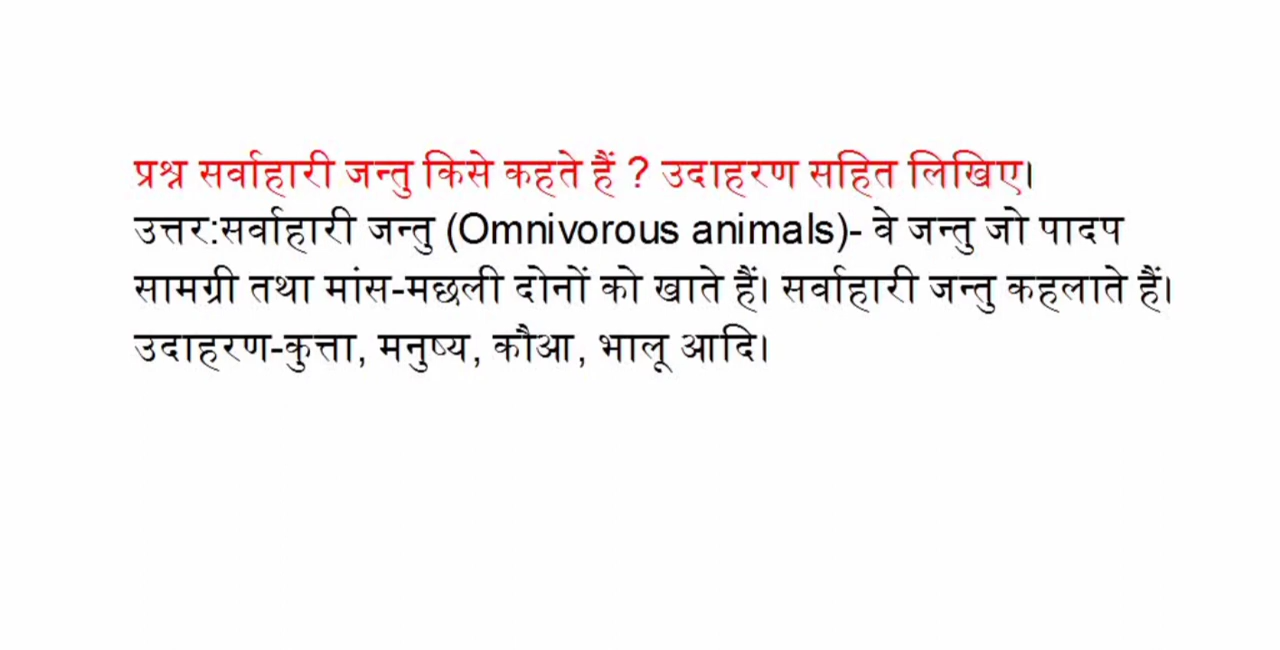 प्रश्न सर्वाहारी जन्तु किसे कहते हैं ? उदाहरण सहित लिखिए।
उत्तर:सर्वाहारी जन्तु (Omnivorous animals)- वे जन्तु जो पादप
सामग्री तथा मांस-मछली दोनों को खाते हैं। सर्वाहारी जन्तु कहलाते हैं।
उदाहरण-कुत्ता, मनुष्य, कौआ, भालू आदि।